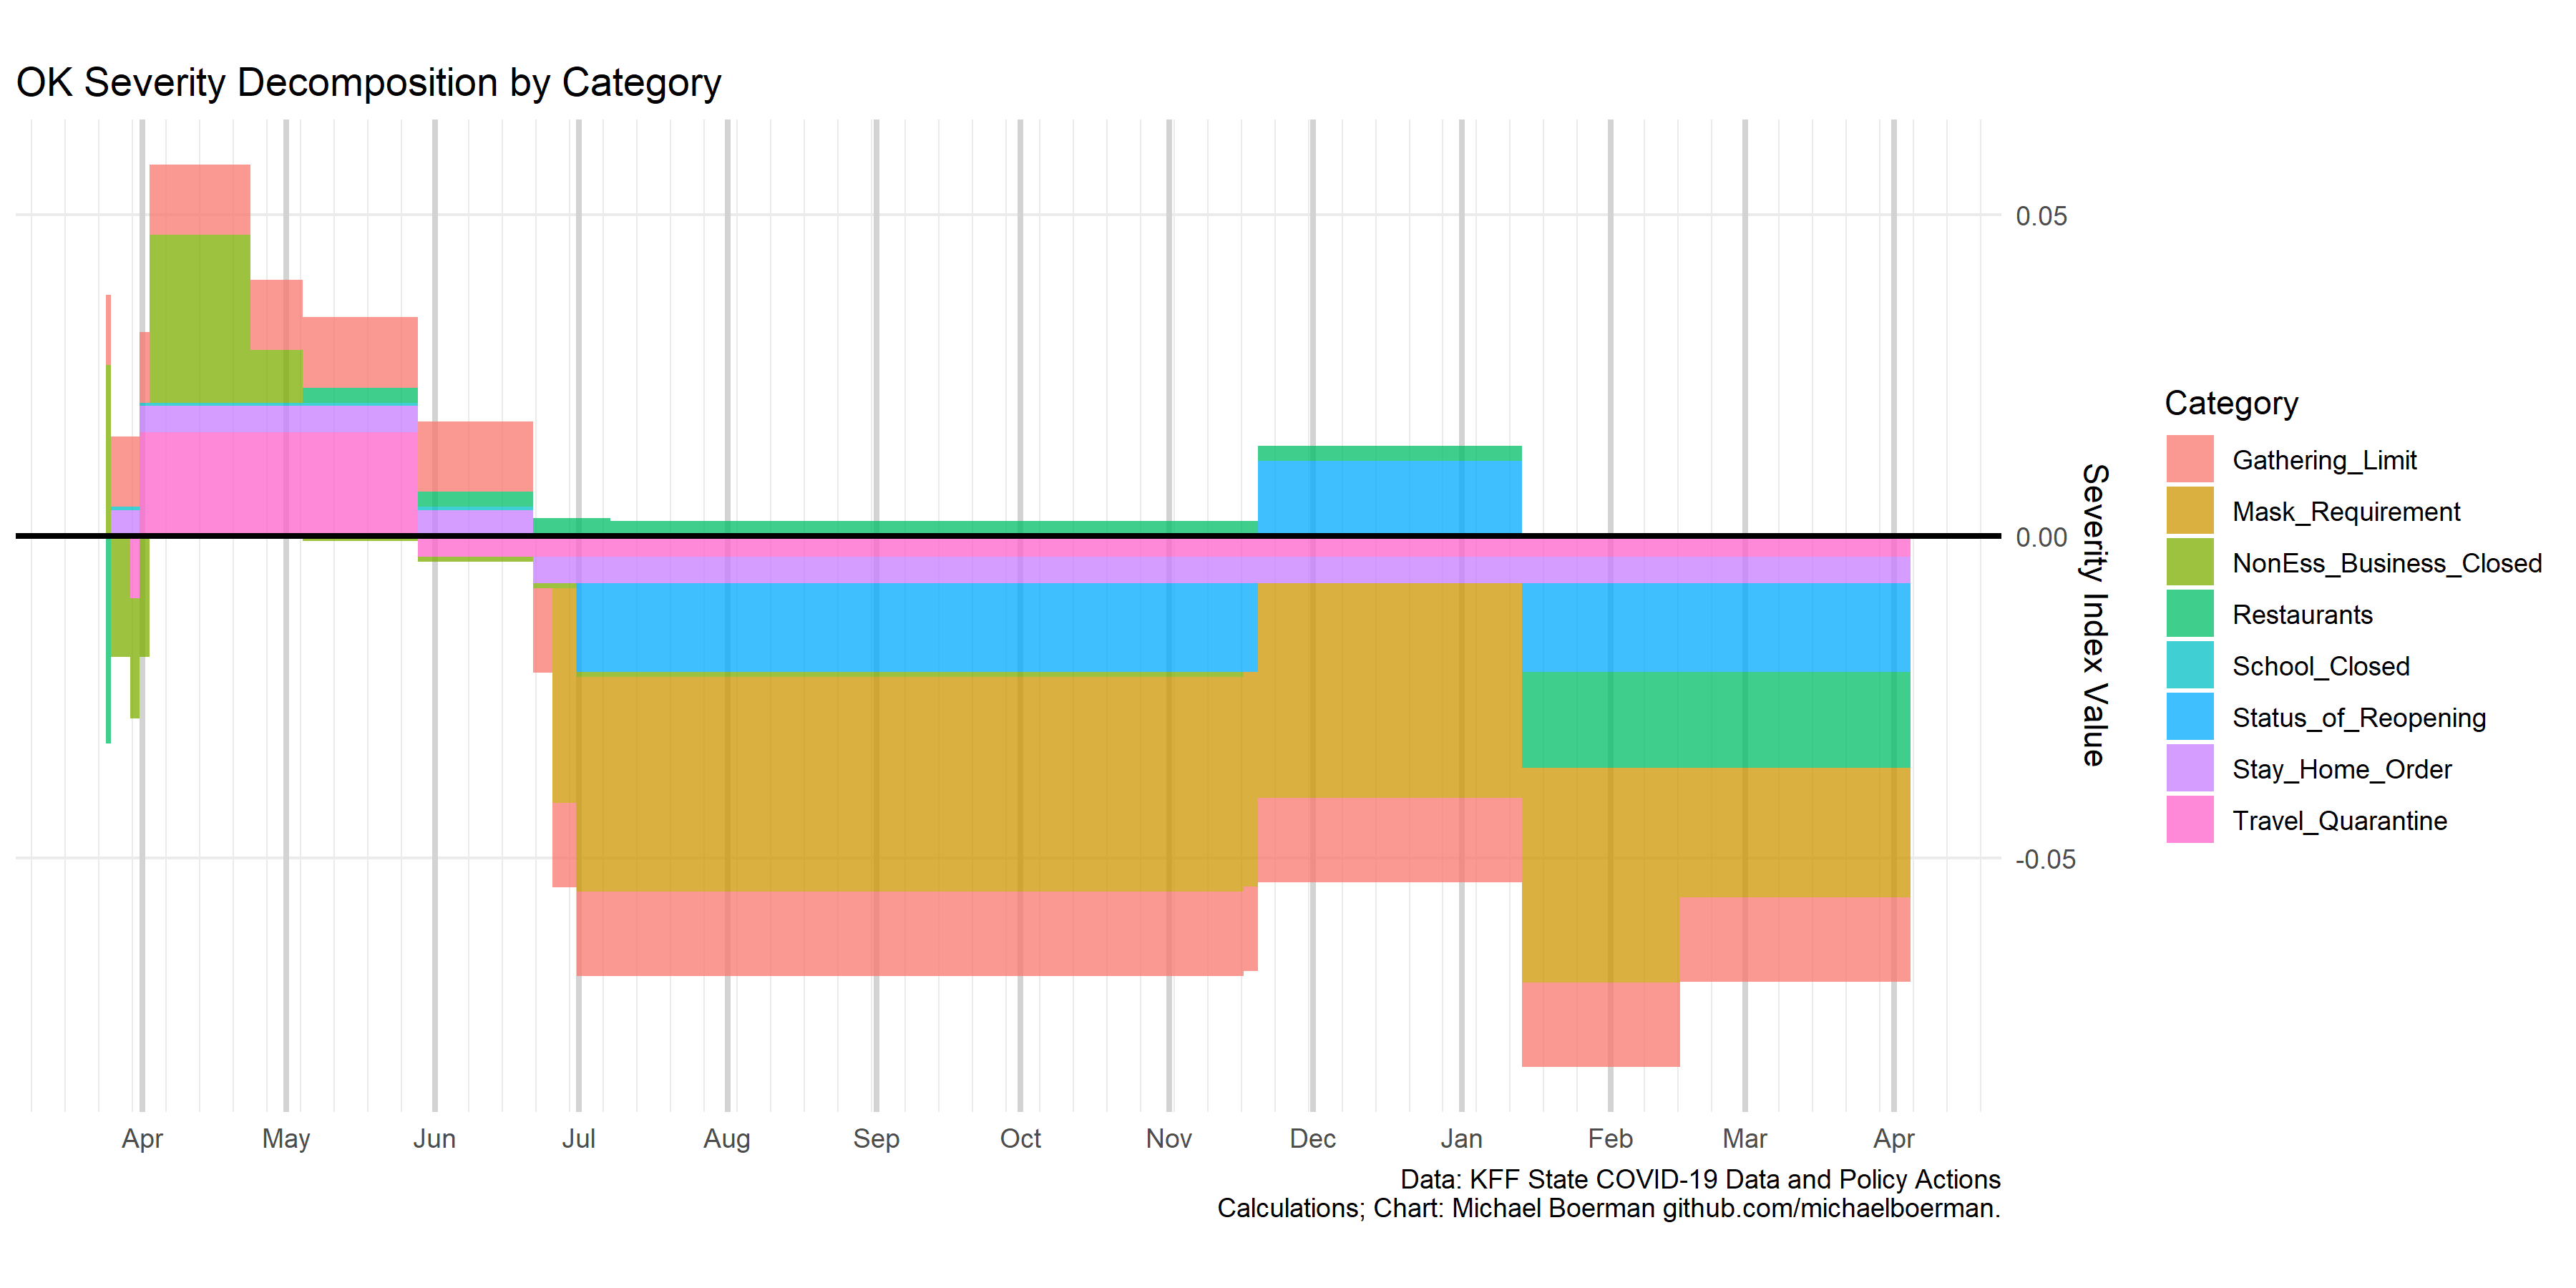 OK Severity Decomposition by Category
0.05
0.00
-0.05
Severity Index Value
Apr May Jun Jul Aug Sep Oct Nov Dec Jan Feb Mar Apr
Category
Gathering_Limit
Mask_Requirement
NonEss_Business_Closed
Restaurants
School_Closed
Status_of_Reopening
Stay_Home_Order
Travel_Quarantine
Data: KFF State COVID-19 Data and Policy Actions
Calculations; Chart: Michael Boerman github.com/michaelboerman.